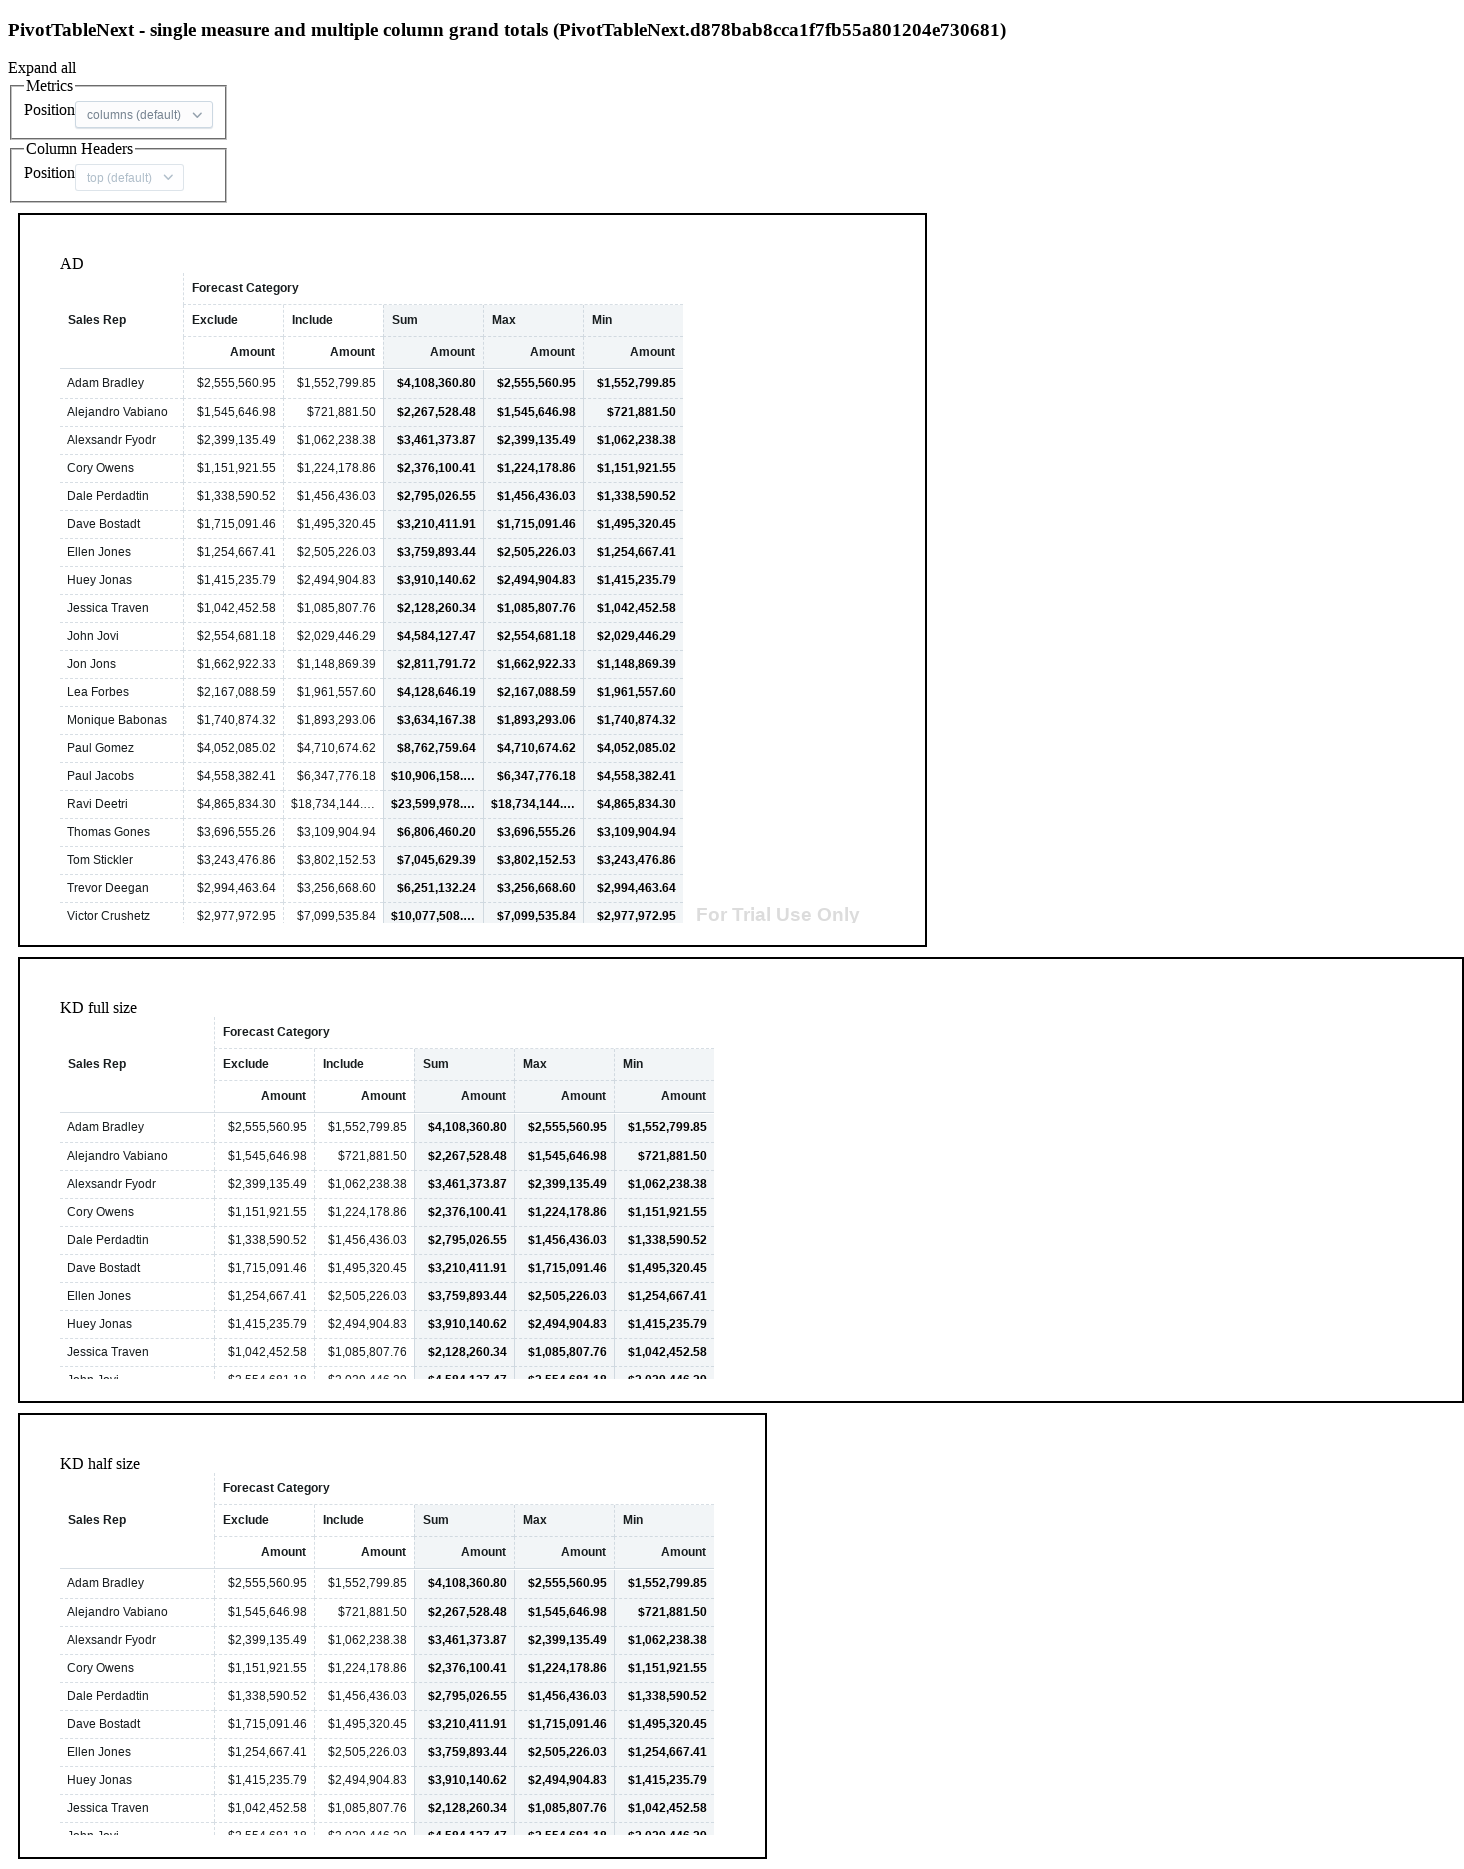 PivotTableNext - single measure and multiple column grand totals (PivotTableNext.d878bab8cca1f7fb55a801204e730681)
Expand all
Metrics
Position columns (default)
Column Headers
Position top (default)
AD
Forecast Category
Sales Rep Exclude Include Sum Max Min
Amount Amount Amount Amount Amount
Adam Bradley $2,555,560.95 $1,552,799.85 $4,108,360.80 $2,555,560.95 $1,552,799.85
Alejandro Vabiano $1,545,646.98 $721,881.50 $2,267,528.48 $1,545,646.98 $721,881.50
Alexsandr Fyodr $2,399,135.49 $1,062,238.38 $3,461,373.87 $2,399,135.49 $1,062,238.38
Cory Owens $1,151,921.55 $1,224,178.86 $2,376,100.41 $1,224,178.86 $1,151,921.55
Dale Perdadtin $1,338,590.52 $1,456,436.03 $2,795,026.55 $1,456,436.03 $1,338,590.52
Dave Bostadt $1,715,091.46 $1,495,320.45 $3,210,411.91 $1,715,091.46 $1,495,320.45
Ellen Jones $1,254,667.41 $2,505,226.03 $3,759,893.44 $2,505,226.03 $1,254,667.41
Huey Jonas $1,415,235.79 $2,494,904.83 $3,910,140.62 $2,494,904.83 $1,415,235.79
Jessica Traven $1,042,452.58 $1,085,807.76 $2,128,260.34 $1,085,807.76 $1,042,452.58
John Jovi $2,554,681.18 $2,029,446.29 $4,584,127.47 $2,554,681.18 $2,029,446.29
Jon Jons $1,662,922.33 $1,148,869.39 $2,811,791.72 $1,662,922.33 $1,148,869.39
Lea Forbes $2,167,088.59 $1,961,557.60 $4,128,646.19 $2,167,088.59 $1,961,557.60
Monique Babonas $1,740,874.32 $1,893,293.06 $3,634,167.38 $1,893,293.06 $1,740,874.32
Paul Gomez $4,052,085.02 $4,710,674.62 $8,762,759.64 $4,710,674.62 $4,052,085.02
Paul Jacobs $4,558,382.41 $6,347,776.18 $10,906,158.... $6,347,776.18 $4,558,382.41
Ravi Deetri $4,865,834.30 $18,734,144.... $23,599,978.... $18,734,144.... $4,865,834.30
Thomas Gones $3,696,555.26 $3,109,904.94 $6,806,460.20 $3,696,555.26 $3,109,904.94
Tom Stickler $3,243,476.86 $3,802,152.53 $7,045,629.39 $3,802,152.53 $3,243,476.86
Trevor Deegan $2,994,463.64 $3,256,668.60 $6,251,132.24 $3,256,668.60 $2,994,463.64
Victor Crushetz $2,977,972.95 $7,099,535.84 $10,077,508.... $7,099,535.84 $2,977,972.95
For Trial Use Only
KD full size
Forecast Category
Sales Rep Exclude Include Sum Max Min
Amount Amount Amount Amount Amount
Adam Bradley $2,555,560.95 $1,552,799.85 $4,108,360.80 $2,555,560.95 $1,552,799.85
Alejandro Vabiano $1,545,646.98 $721,881.50 $2,267,528.48 $1,545,646.98 $721,881.50
Alexsandr Fyodr $2,399,135.49 $1,062,238.38 $3,461,373.87 $2,399,135.49 $1,062,238.38
Cory Owens $1,151,921.55 $1,224,178.86 $2,376,100.41 $1,224,178.86 $1,151,921.55
Dale Perdadtin $1,338,590.52 $1,456,436.03 $2,795,026.55 $1,456,436.03 $1,338,590.52
Dave Bostadt $1,715,091.46 $1,495,320.45 $3,210,411.91 $1,715,091.46 $1,495,320.45
Ellen Jones $1,254,667.41 $2,505,226.03 $3,759,893.44 $2,505,226.03 $1,254,667.41
Huey Jonas $1,415,235.79 $2,494,904.83 $3,910,140.62 $2,494,904.83 $1,415,235.79
Jessica Traven $1,042,452.58 $1,085,807.76 $2,128,260.34 $1,085,807.76 $1,042,452.58
KD half size
Forecast Category
Sales Rep Exclude Include Sum Max Min
Amount Amount Amount Amount Amount
Adam Bradley $2,555,560.95 $1,552,799.85 $4,108,360.80 $2,555,560.95 $1,552,799.85
Alejandro Vabiano $1,545,646.98 $721,881.50 $2,267,528.48 $1,545,646.98 $721,881.50
Alexsandr Fyodr $2,399,135.49 $1,062,238.38 $3,461,373.87 $2,399,135.49 $1,062,238.38
Cory Owens $1,151,921.55 $1,224,178.86 $2,376,100.41 $1,224,178.86 $1,151,921.55
Dale Perdadtin $1,338,590.52 $1,456,436.03 $2,795,026.55 $1,456,436.03 $1,338,590.52
Dave Bostadt $1,715,091.46 $1,495,320.45 $3,210,411.91 $1,715,091.46 $1,495,320.45
Ellen Jones $1,254,667.41 $2,505,226.03 $3,759,893.44 $2,505,226.03 $1,254,667.41
Huey Jonas $1,415,235.79 $2,494,904.83 $3,910,140.62 $2,494,904.83 $1,415,235.79
Jessica Traven $1,042,452.58 $1,085,807.76 $2,128,260.34 $1,085,807.76 $1,042,452.58